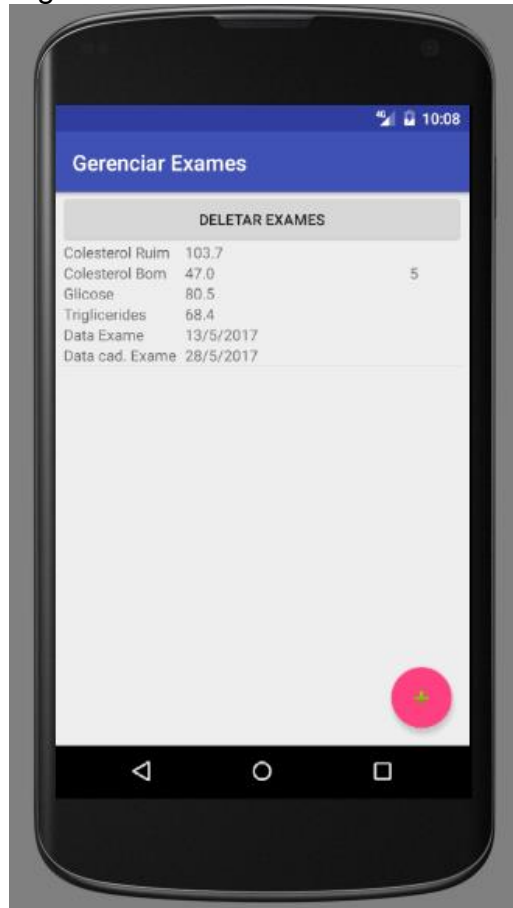 4G 10:08
Gerenciar Exames
DELETAR EXAMES
Colesterol Ruim 103.7
Colesterol Bom 47.0 5
Glicose 80.5
Triglicerides 68.4
Data Exame 13/5/2017
Data cad. Exame 28/5/2017
+